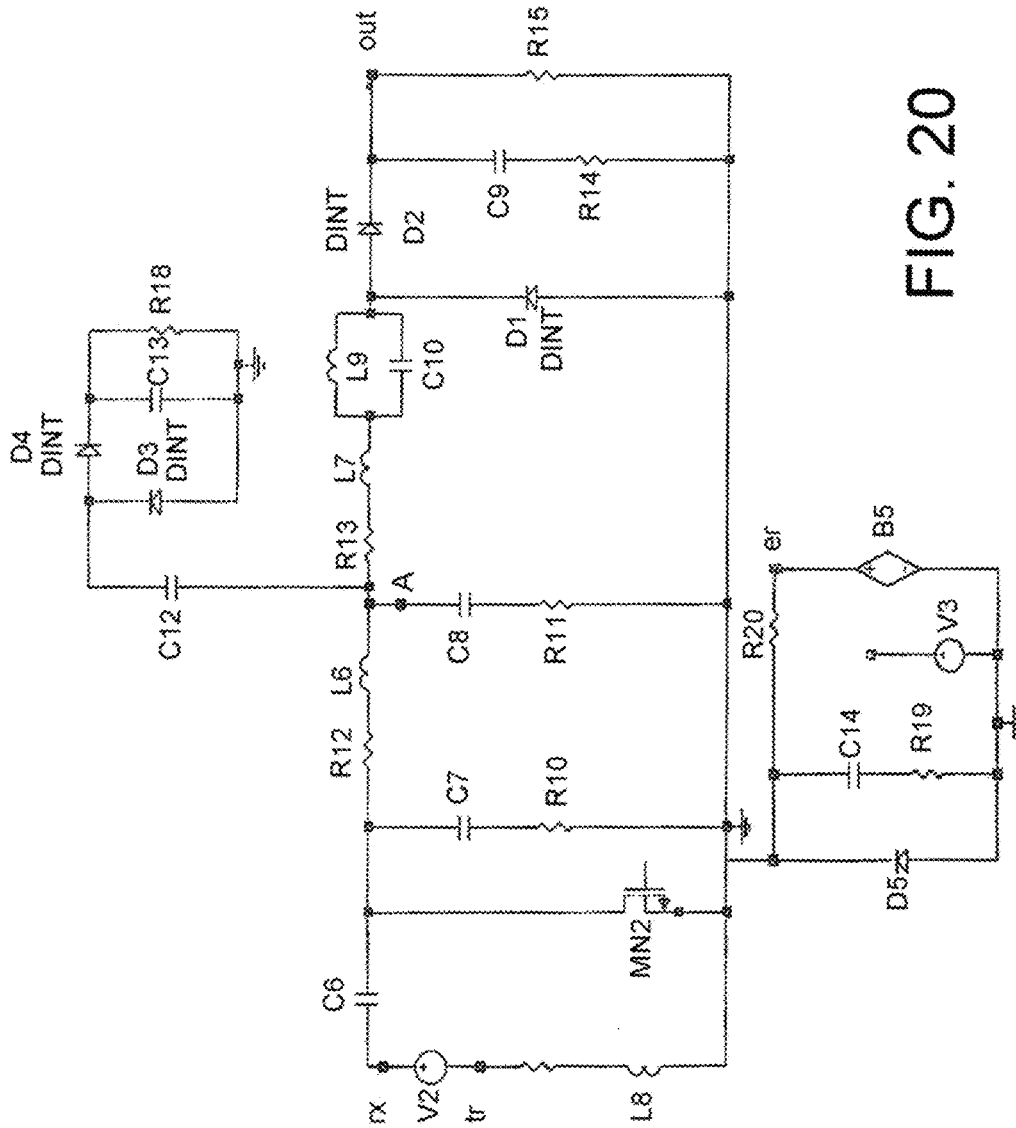 D4
DINT
D3
DINT
C13
R18
C12
out
DINT
D2
L9
C10
L7
R13
A
L6
R12
C6
rx
V2
tr
L8
MN2
C7
R10
C8
R11
D1
DINT
C9
R14
R15
er
R20
B5
V3
C14
R19
D5
FIG. 20